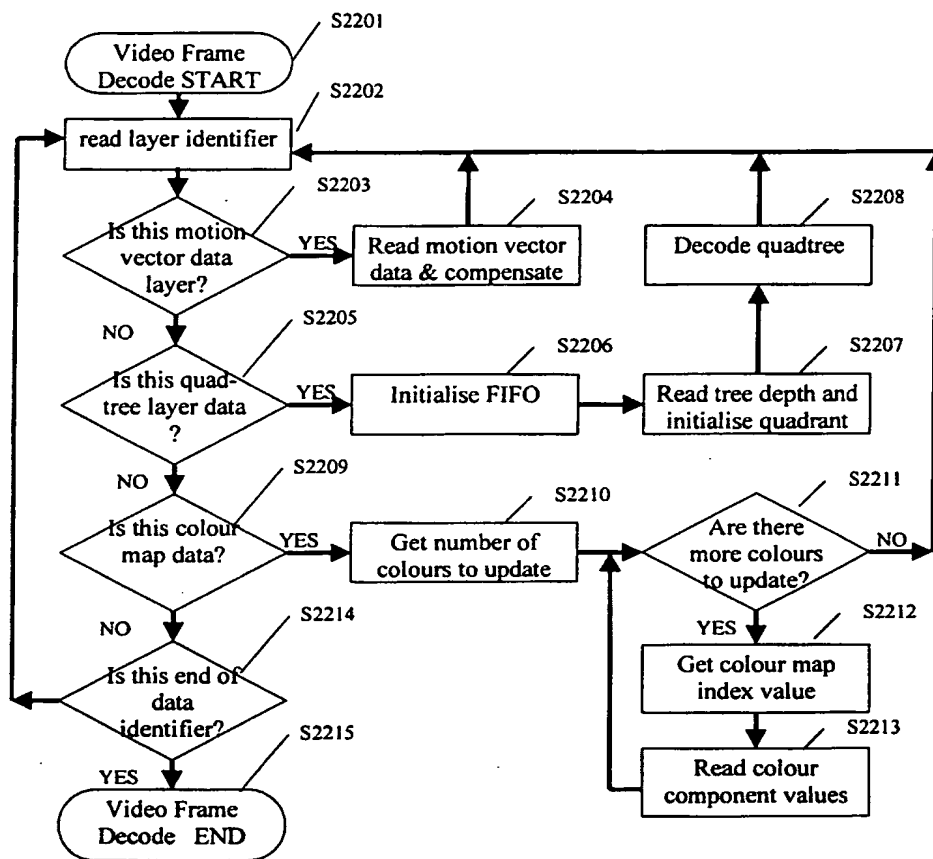 S2201
Video Frame
Decode START
S2202
read layer identifier
S2203
Is this motion
vector data
layer?
YES
S2204
Read motion vector
data & compensate
S2208
Decode quadtree
NO
S2205
Is this quad-
tree layer data
?
YES
S2206
Initialise FIFO
S2207
Read tree depth and
initialise quadrant
NO
S2209
Is this colour
map data?
YES
S2210
Get number of
colours to update
S2211
Are there
more colours
to update?
NO
YES
S2212
Get colour map
index value
S2213
Read colour
component values
NO
S2214
Is this end of
data
identifier?
YES
S2215
Video Frame
Decode END